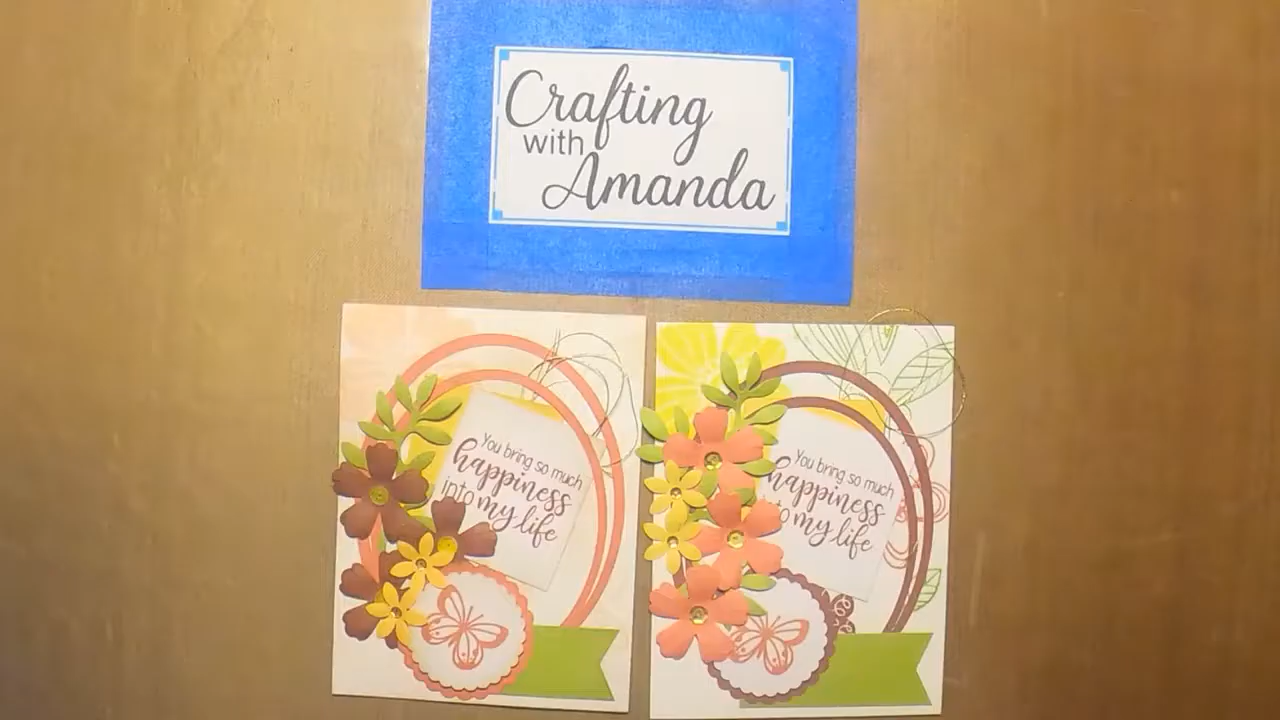 Crafting
with
Amanda
You bring so much
happiness
into my life
You bring so much
happiness
into my life